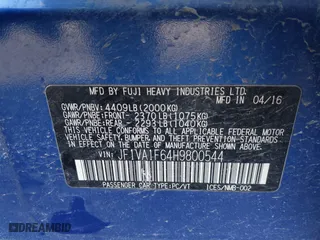 MFD BY FUJI HEAVY INDUSTRIES LTD.
GVWR/PNBV: 4409LB(2000KG) MFD IN 04/16
GAWR/PNBE:FRONT- 2370LB(1075KG)
GAWR/PNBE:REAR- 2293LB(1040KG)
THIS VEHICLE CONFORMS TO ALL APPLICABLE
FEDERAL MOTOR VEHICLE SAFETY, BUMPER,
AND THEFT PREVENTION STANDARDS IN EFFECT
ON THE DATE OF MANUFACTURE SHOWN ABOVE.
VIN: JF1VA1F64H9800544
PASSENGER CAR TYPE:PC/VT ICES/NMB-002